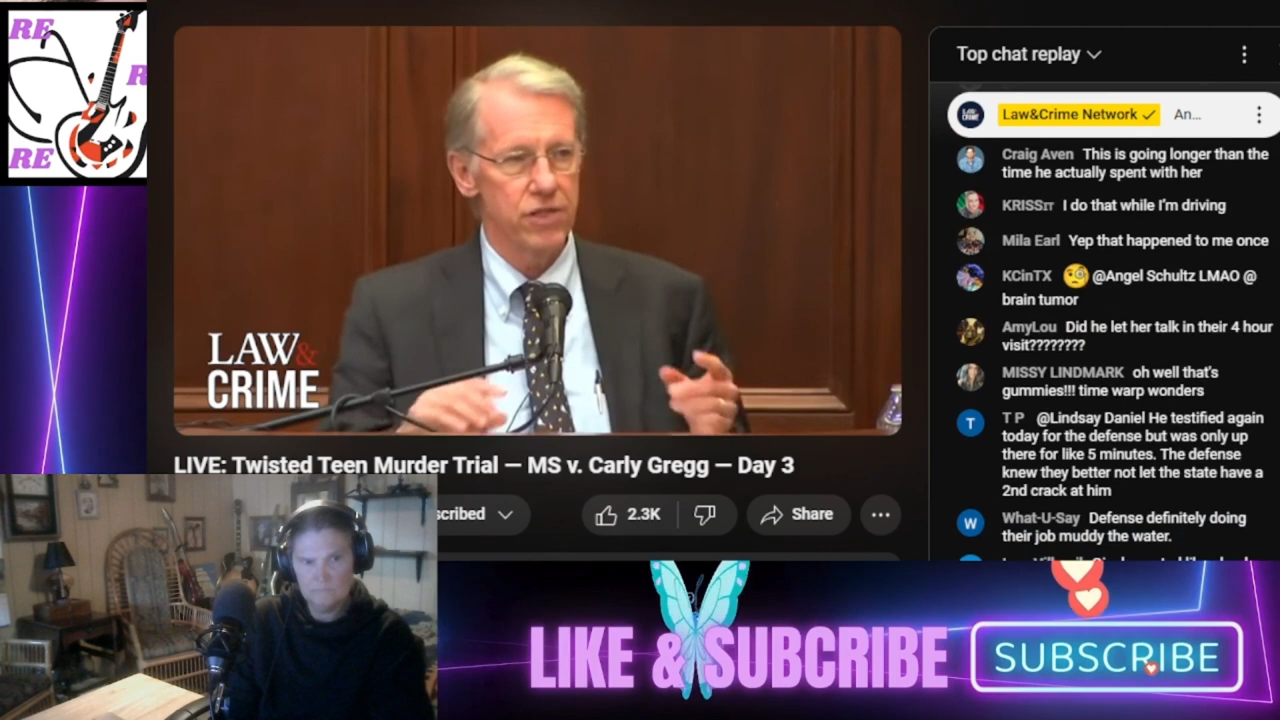 RE
R
RE
LAW&
CRIME
LIVE: Twisted Teen Murder Trial — MS v. Carly Gregg — Day 3
scribed
2.3K
Share
Top chat replay
LAW&
CRIME
Law&Crime Network
An...
Craig Aven This is going longer than the
time he actually spent with her
KRISSIT I do that while I'm driving
Mila Earl Yep that happened to me once
KCinTX 🧐 @Angel Schultz LMAO @
brain tumor
AmyLou Did he let her talk in their 4 hour
visit????????
MISSY LINDMARK oh well that's
gummies!!! time warp wonders
T
T P @Lindsay Daniel He testified again
today for the defense but was only up
there for like 5 minutes. The defense
knew they better not let the state have a
2nd crack at him
W
What-U-Say Defense definitely doing
their job muddy the water.
LIKE & SUBCRIBE
SUBSCRIBE